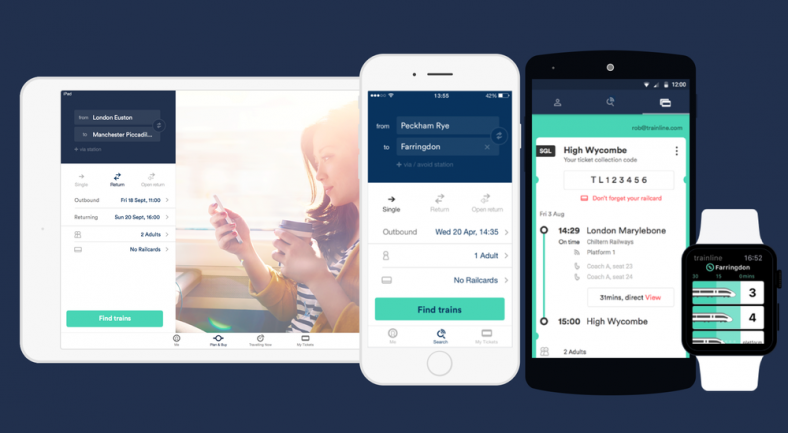 iPad
from London Euston
to Manchester Piccadil...
+ via station
Single Return Open return
Outbound Fri 18 Sept, 11:00
Returning Sun 20 Sept, 16:00
2 Adults
No Railcards
Find trains
Me Plan & Buy Trending Now My Tickets
13:55 42%
from Peckham Rye
to Farringdon
+ via / avoid station
Single Return Open return
Outbound Wed 20 Apr, 14:35
1 Adult
No Railcards
Find trains
Me Search My Tickets
12:00
rob@trainline.com
SGL High Wycombe
Your ticket collection code
TL123456
Don't forget your railcard
Fri 3 Aug
14:29 London Marylebone
On time Chiltern Railways
Platform 1
Coach A, seat 23
Coach A, seat 24
31mins, direct View
15:00 High Wycombe
2 Adults
trainline 16:52
Farringdon
30 15 0mins
3
4
platform